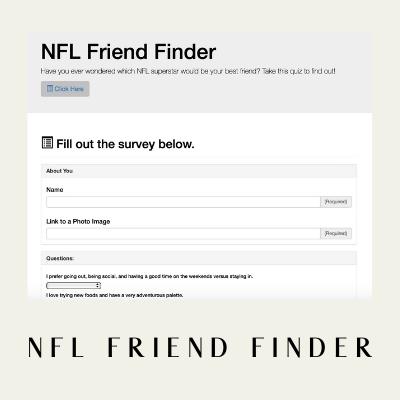 NFL Friend Finder
Have you ever wondered which NFL superstar would be your best friend? Take this quiz to find out!
Click Here
Fill out the survey below.
About You
Name
(Required)
Link to a Photo Image
(Required)
Questions:
I prefer going out, being social, and having a good time on the weekends versus staying in.
I love trying new foods and have a very adventurous palette.
NFL FRIEND FINDER